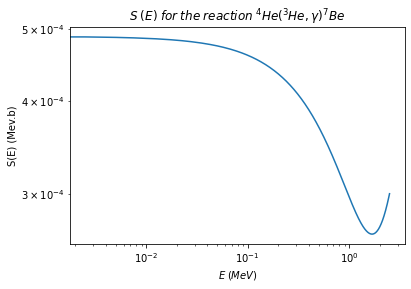 S (E) for the reaction ⁴He(³He, γ)⁷Be
5 × 10⁻⁴
4 × 10⁻⁴
3 × 10⁻⁴
S(E) (Mev.b)
10⁻² 10⁻¹ 10⁰
E (MeV)